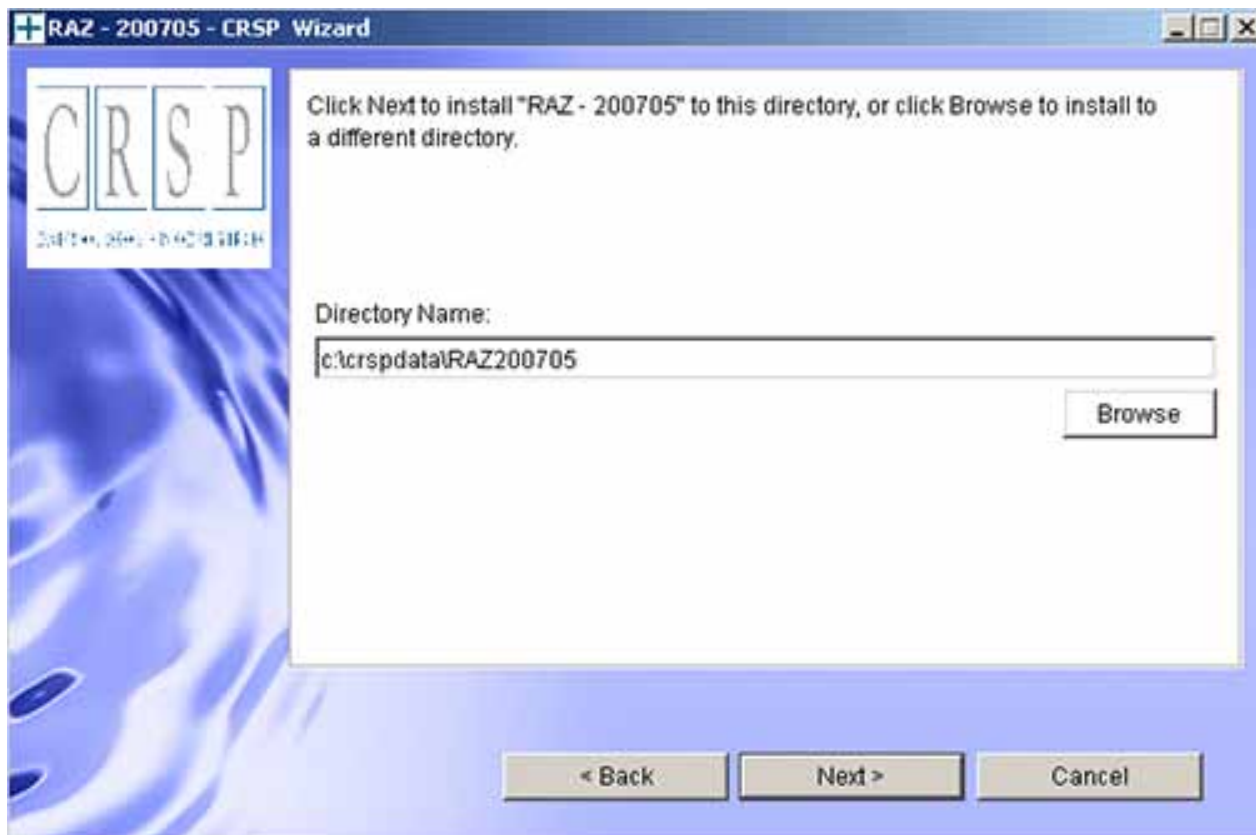 RAZ - 200705 - CRSP Wizard
CRSP
Click Next to install "RAZ - 200705" to this directory, or click Browse to install to
a different directory.
Directory Name:
c:\crspdata\RAZ200705
Browse
< Back
Next >
Cancel